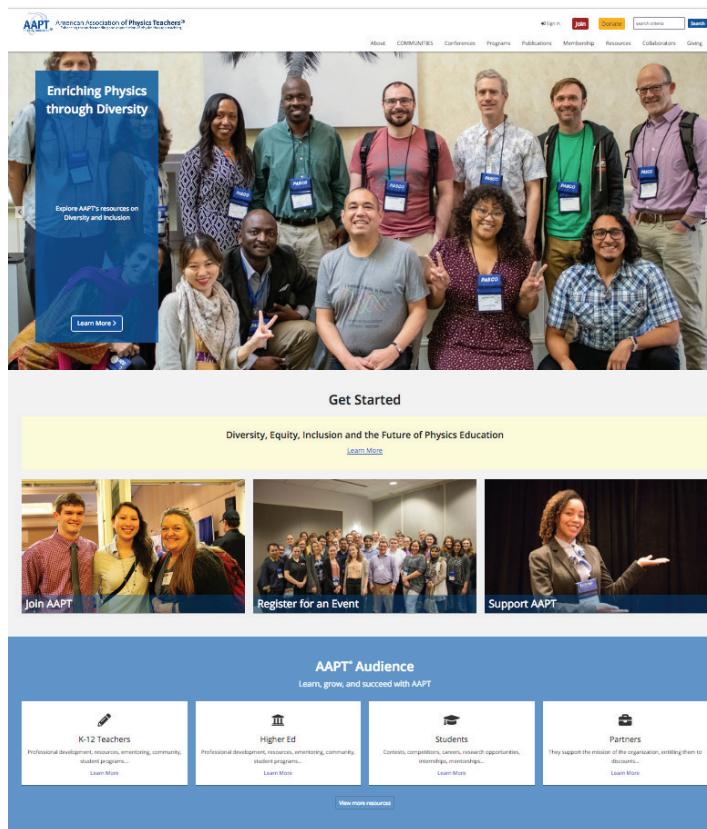 AAPT
American Association of Physics Teachers®
Sign In
Join
Donate
search criteria
Search
About COMMUNITIES Conferences Programs Publications Membership Resources Collaborators Giving
Enriching Physics
through Diversity
Explore AAPT's resources on
Diversity and Inclusion
Learn More >
PASCO
PASCO
PASCO
PASCO
PASCO
PASCO
Get Started
Diversity, Equity, Inclusion and the Future of Physics Education
Learn More
Join AAPT
Register for an Event
Support AAPT
AAPT® Audience
Learn, grow, and succeed with AAPT
K-12 Teachers
Professional development, resources, ementoring, community,
student programs...
Learn More
Higher Ed
Professional development, resources, ementoring, community,
student programs...
Learn More
Students
Contests, competitions, careers, research opportunities,
internships, mentorships...
Learn More
Partners
They support the mission of the organization, entitling them to
discounts...
Learn More
View more resources